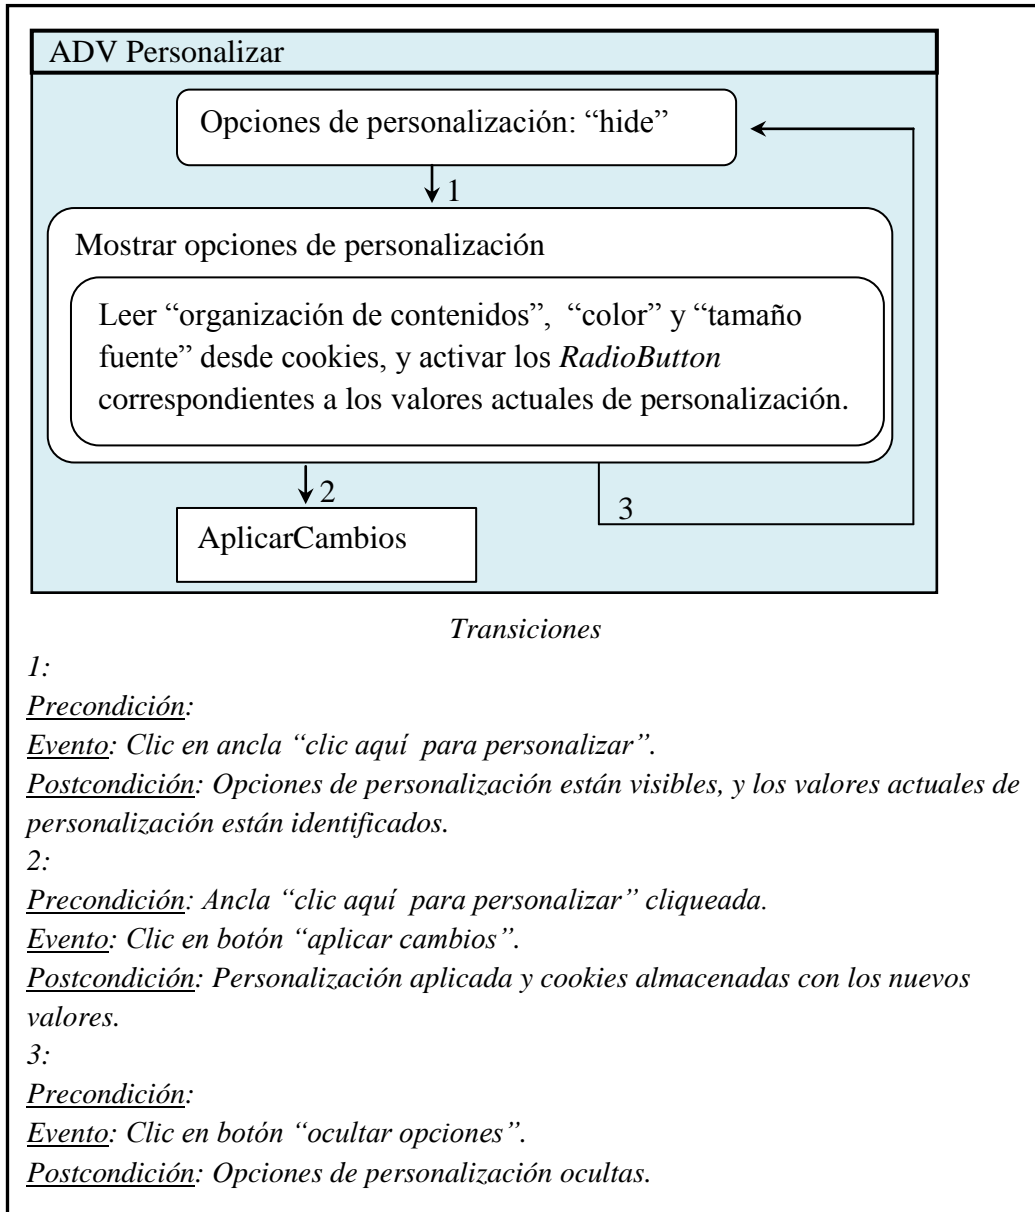 ADV Personalizar
Opciones de personalización: “hide”
1
Mostrar opciones de personalización
Leer “organización de contenidos”,  “color” y “tamaño
fuente” desde cookies, y activar los RadioButton
correspondientes a los valores actuales de personalización.
2
3
AplicarCambios
Transiciones
1:
Precondición:
Evento: Clic en ancla “clic aquí  para personalizar”.
Postcondición: Opciones de personalización están visibles, y los valores actuales de
personalización están identificados.
2:
Precondición: Ancla “clic aquí  para personalizar” cliqueada.
Evento: Clic en botón “aplicar cambios”.
Postcondición: Personalización aplicada y cookies almacenadas con los nuevos
valores.
3:
Precondición:
Evento: Clic en botón “ocultar opciones”.
Postcondición: Opciones de personalización ocultas.